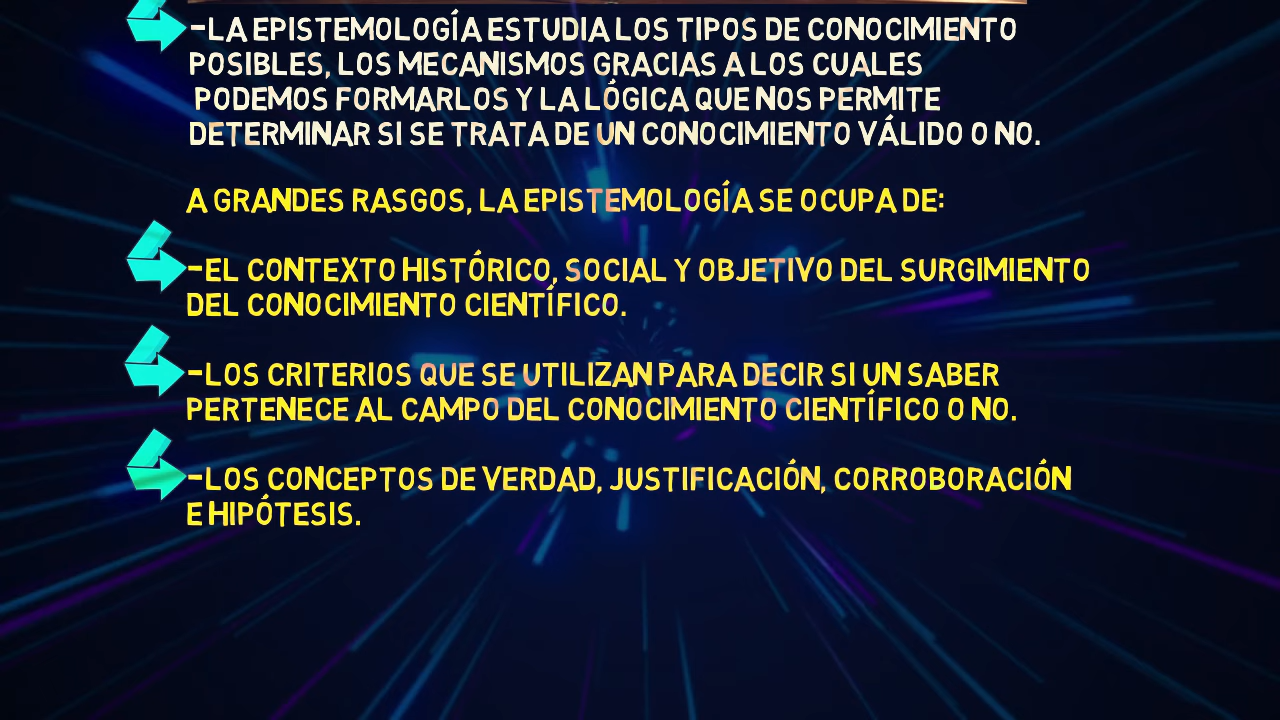 -LA EPISTEMOLOGÍA ESTUDIA LOS TIPOS DE CONOCIMIENTO
POSIBLES, LOS MECANISMOS GRACIAS A LOS CUALES
PODEMOS FORMARLOS Y LA LÓGICA QUE NOS PERMITE
DETERMINAR SI SE TRATA DE UN CONOCIMIENTO VÁLIDO O NO.
A GRANDES RASGOS, LA EPISTEMOLOGÍA SE OCUPA DE:
-EL CONTEXTO HISTÓRICO, SOCIAL Y OBJETIVO DEL SURGIMIENTO
DEL CONOCIMIENTO CIENTÍFICO.
-LOS CRITERIOS QUE SE UTILIZAN PARA DECIR SI UN SABER
PERTENECE AL CAMPO DEL CONOCIMIENTO CIENTÍFICO O NO.
-LOS CONCEPTOS DE VERDAD, JUSTIFICACIÓN, CORROBORACIÓN
E HIPÓTESIS.